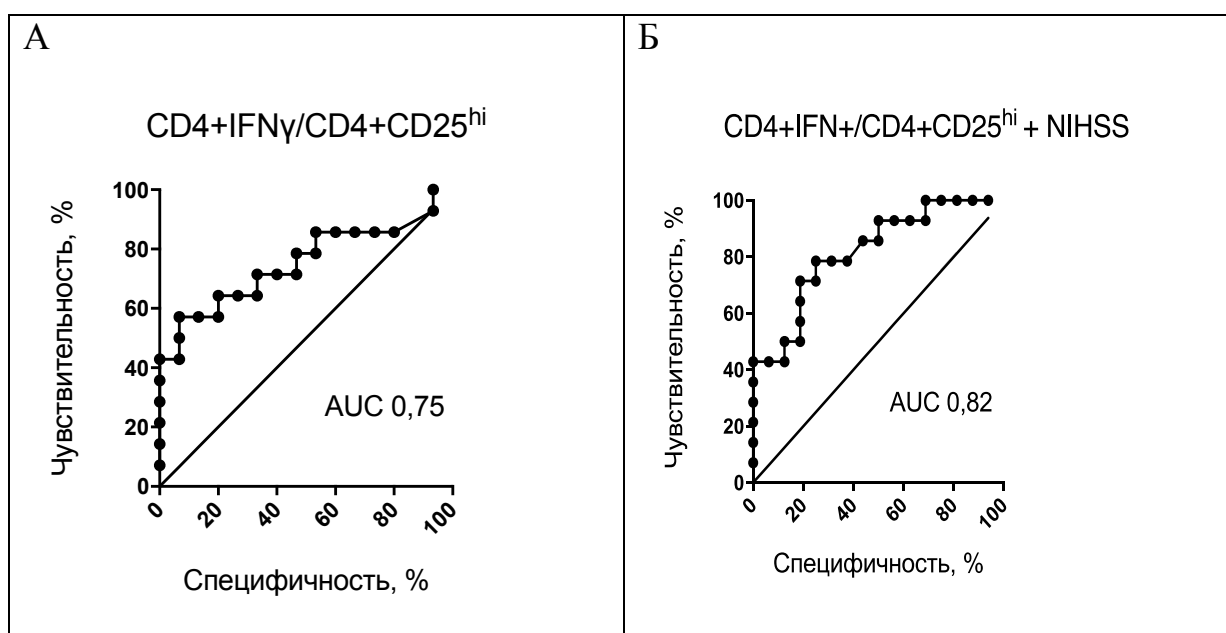 А
CD4+IFNγ/CD4+CD25hi
Чувствительность, %
100
80
60
40
20
0
AUC 0,75
0
20
40
60
80
100
Специфичность, %
Б
CD4+IFN+/CD4+CD25hi + NIHSS
Чувствительность, %
100
80
60
40
20
0
AUC 0,82
0
20
40
60
80
100
Специфичность, %